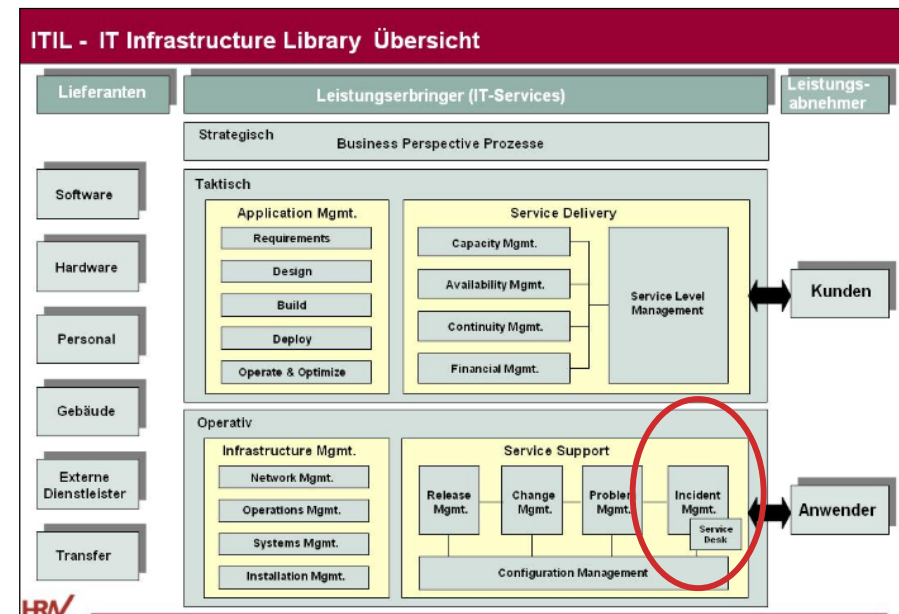 ITIL - IT Infrastructure Library Übersicht
Lieferanten
Leistungserbringer (IT-Services)
Leistungs-
abnehmer
Strategisch
Business Perspective Prozesse
Software
Hardware
Personal
Gebäude
Externe
Dienstleister
Transfer
Taktisch
Application Mgmt.
Requirements
Design
Build
Deploy
Operate & Optimize
Service Delivery
Capacity Mgmt.
Availability Mgmt.
Continuity Mgmt.
Financial Mgmt.
Service Level
Management
Kunden
Operativ
Infrastructure Mgmt.
Network Mgmt.
Operations Mgmt.
Systems Mgmt.
Installation Mgmt.
Service Support
Release
Mgmt.
Change
Mgmt.
Problem
Mgmt.
Incident
Mgmt.
Service
Desk
Configuration Management
Anwender